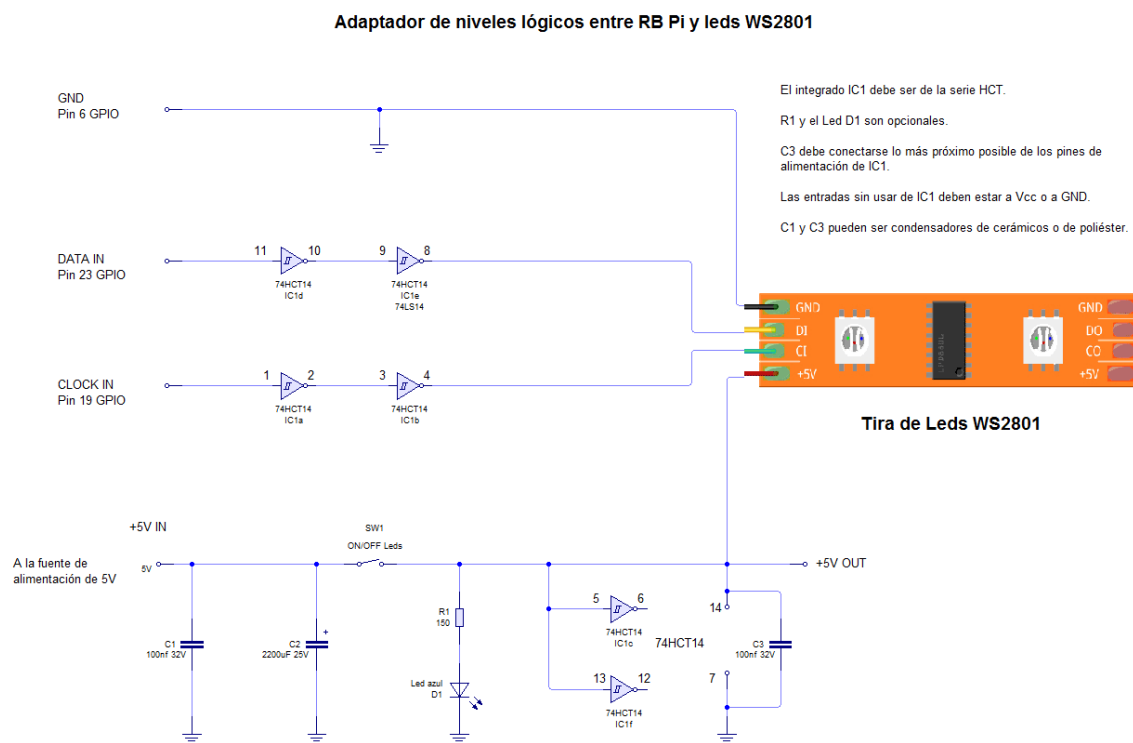 Adaptador de niveles lógicos entre RB Pi y leds WS2801
GND
Pin 6 GPIO
El integrado IC1 debe ser de la serie HCT.
R1 y el Led D1 son opcionales.
C3 debe conectarse lo más próximo posible de los pines de
alimentación de IC1.
Las entradas sin usar de IC1 deben estar a Vcc o a GND.
C1 y C3 pueden ser condensadores de cerámicos o de poliéster.
DATA IN
Pin 23 GPIO
11
10
74HCT14
IC1d
9
8
74HCT14
IC1e
74LS14
GND
DI
CI
+5V
GND
DO
CO
+5V
CLOCK IN
Pin 19 GPIO
1
2
74HCT14
IC1a
3
4
74HCT14
IC1b
Tira de Leds WS2801
+5V IN
A la fuente de
alimentación de 5V
5V
SW1
ON/OFF Leds
+5V OUT
C1
100nf 32V
C2
2200uF 25V
+
R1
150
Led azul
D1
5
6
74HCT14
IC1c
13
12
74HCT14
IC1f
74HCT14
14
7
C3
100nf 32V